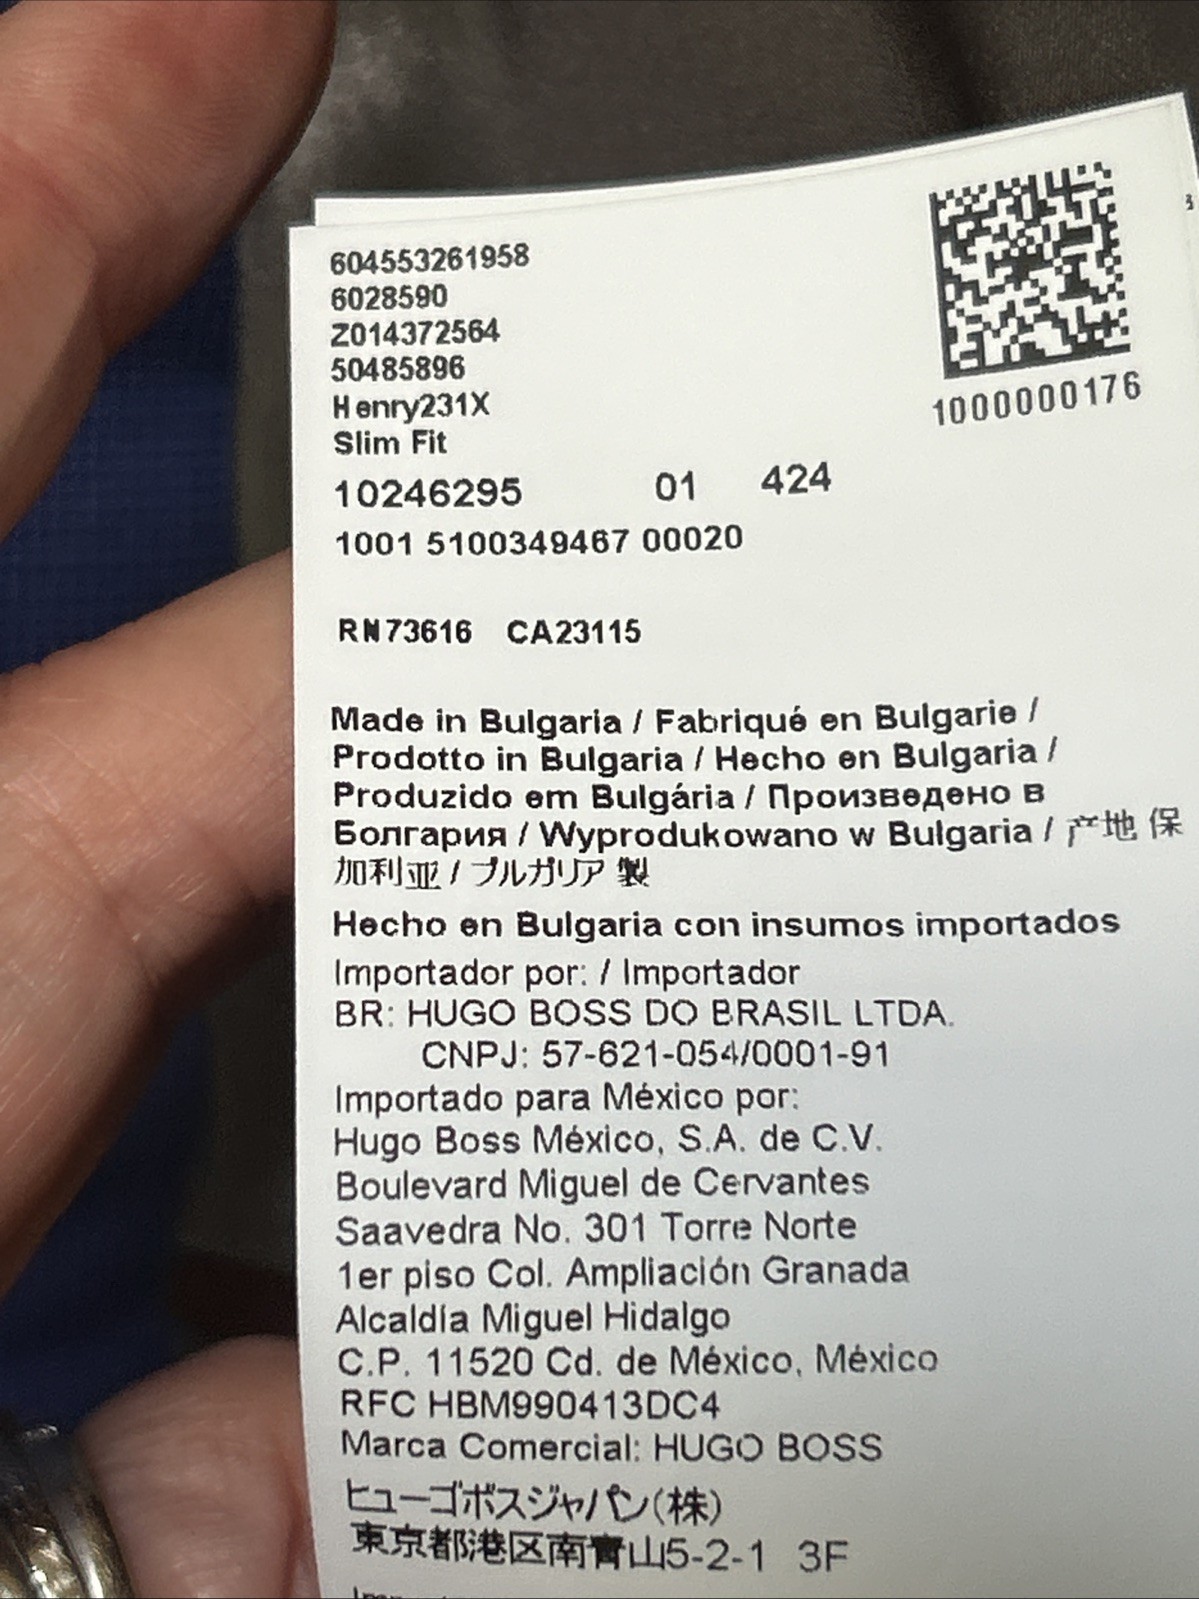 604553261958
6028590
Z014372564
50485896
Henry231X
Slim Fit
1000000176
10246295 01 424
1001 5100349467 00020
RN73616 CA23115
Made in Bulgaria / Fabriqué en Bulgarie /
Prodotto in Bulgaria / Hecho en Bulgaria /
Produzido em Bulgária / Произведено в
Болгария / Wyprodukowano w Bulgaria / 产地 保
加利亚 / ブルガリア 製
Hecho en Bulgaria con insumos importados
Importador por: / Importador
BR: HUGO BOSS DO BRASIL LTDA.
CNPJ: 57-621-054/0001-91
Importado para México por:
Hugo Boss México, S.A. de C.V.
Boulevard Miguel de Cervantes
Saavedra No. 301 Torre Norte
1er piso Col. Ampliación Granada
Alcaldía Miguel Hidalgo
C.P. 11520 Cd. de México, México
RFC HBM990413DC4
Marca Comercial: HUGO BOSS
ヒューゴボスジャパン(株)
東京都港区南青山5-2-1 3F